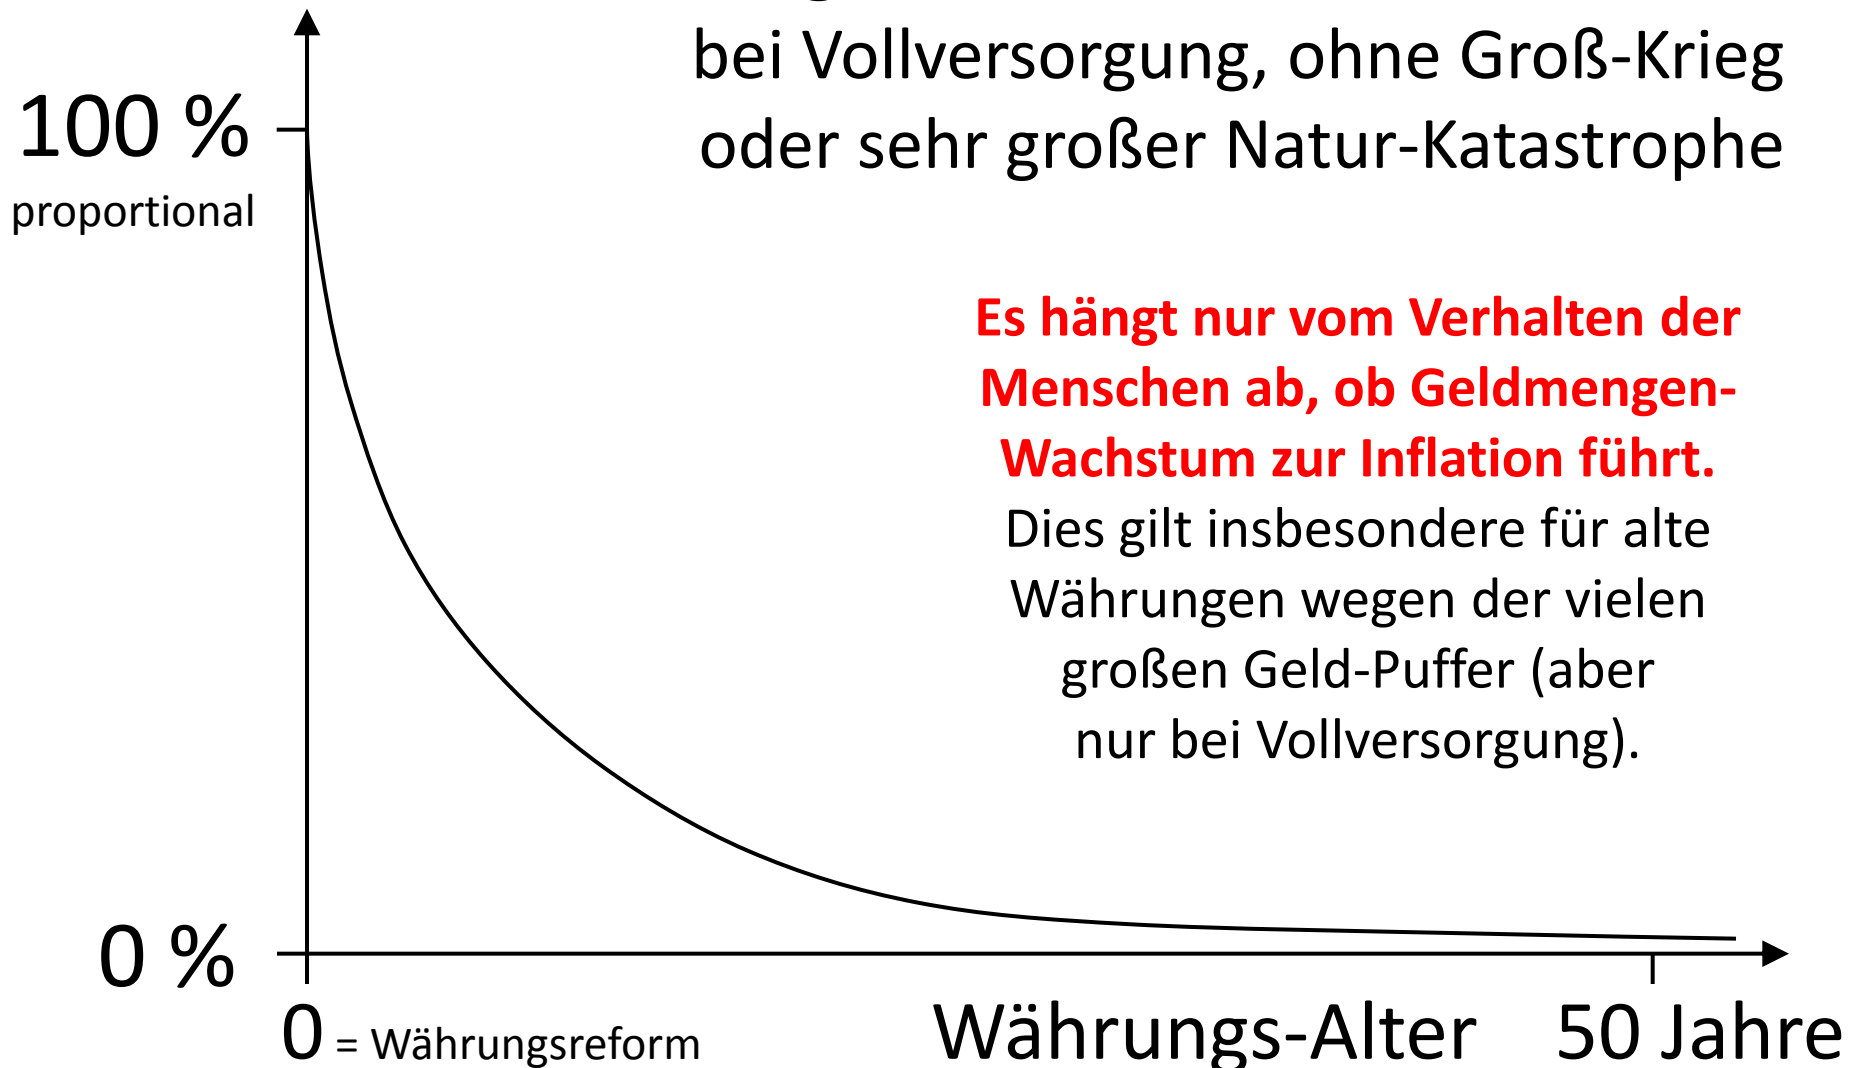 bei Vollversorgung, ohne Groß-Krieg
oder sehr großer Natur-Katastrophe
100 %
proportional
Es hängt nur vom Verhalten der
Menschen ab, ob Geldmengen-
Wachstum zur Inflation führt.
Dies gilt insbesondere für alte
Währungen wegen der vielen
großen Geld-Puffer (aber
nur bei Vollversorgung).
0 %
0 = Währungsreform
Währungs-Alter
50 Jahre